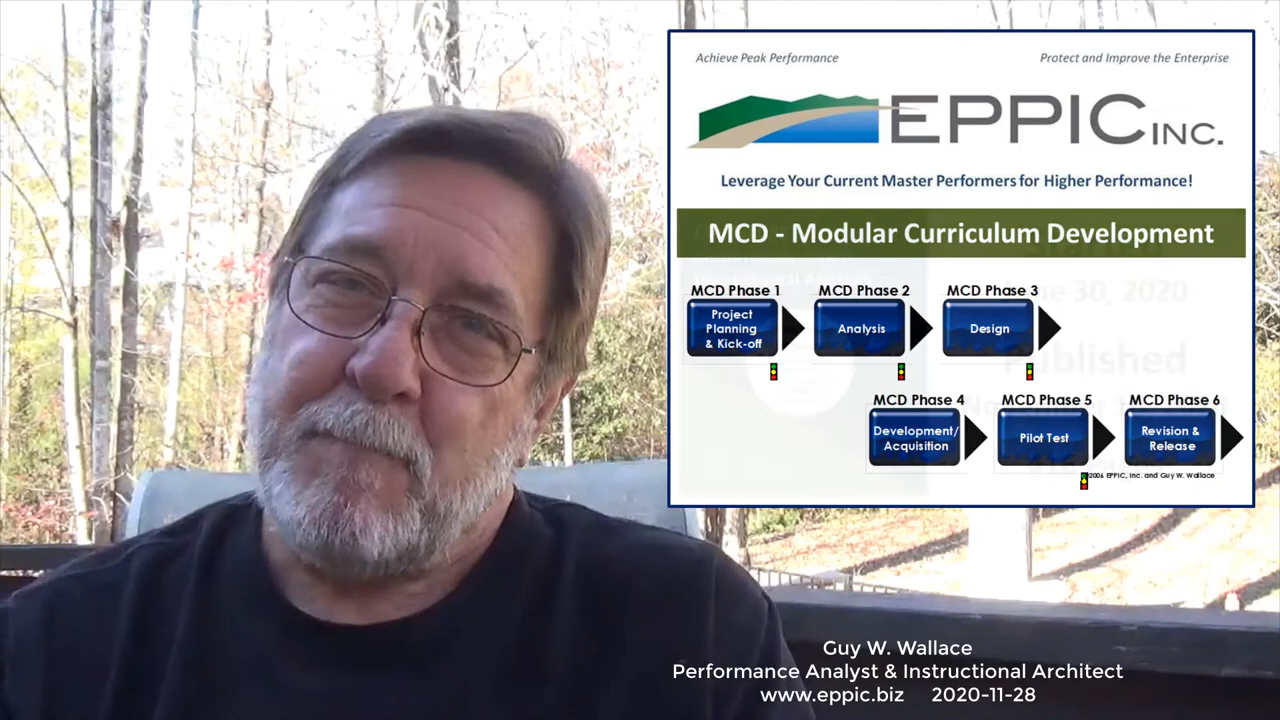 Achieve Peak Performance
Protect and Improve the Enterprise
EPPIC INC.
Leverage Your Current Master Performers for Higher Performance!
MCD - Modular Curriculum Development
MCD Phase 1
Project
Planning
& Kick-off
MCD Phase 2
Analysis
MCD Phase 3
Design
MCD Phase 4
Development/
Acquisition
MCD Phase 5
Pilot Test
MCD Phase 6
Revision &
Release
2006 EPPIC, Inc. and Guy W. Wallace
30, 2020
Published
Guy W. Wallace
Performance Analyst & Instructional Architect
www.eppic.biz 2020-11-28